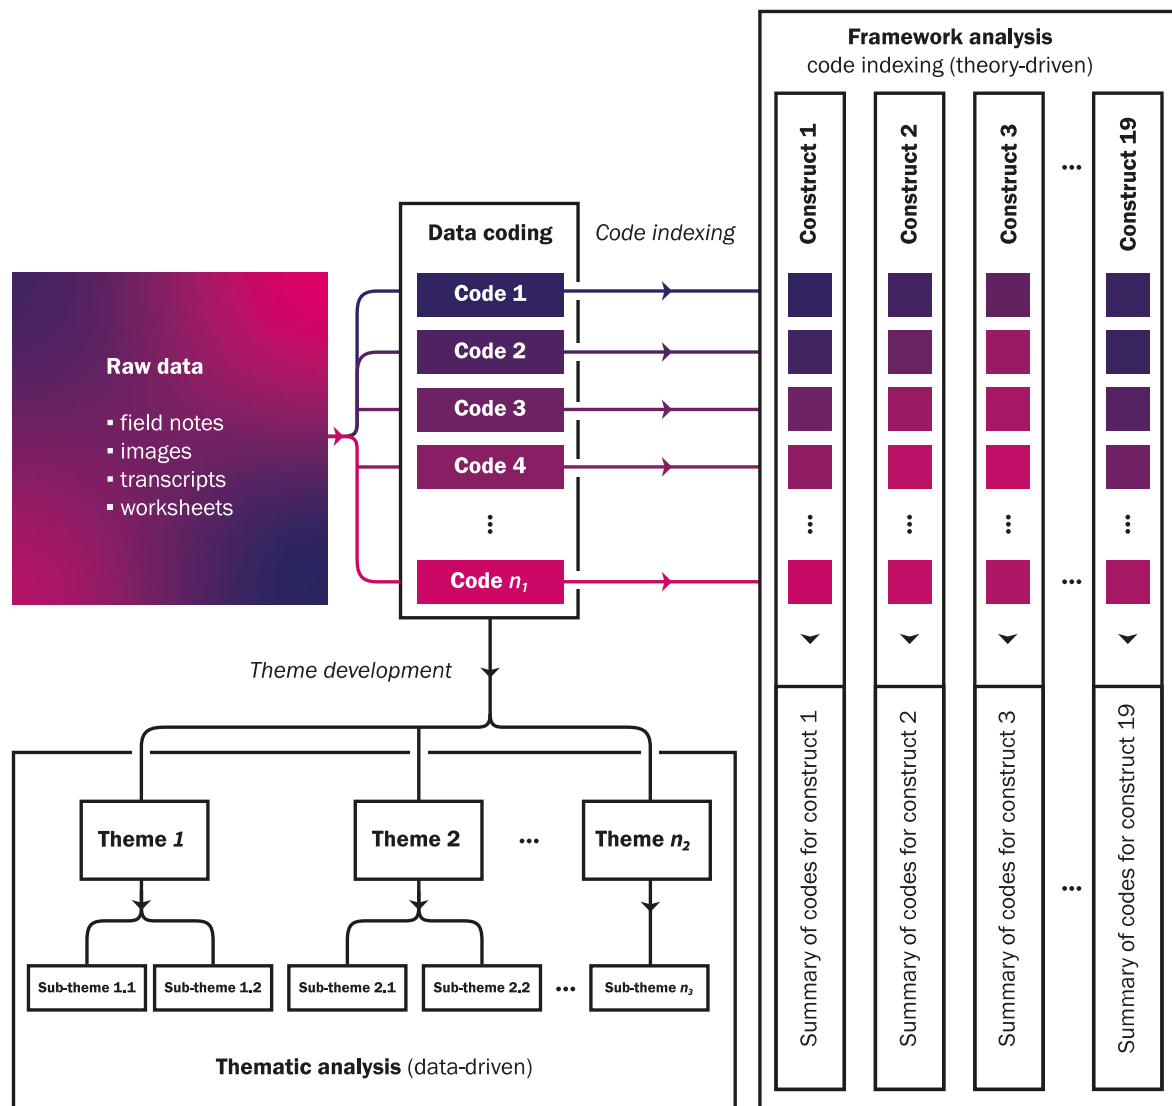 Framework analysis
code indexing (theory-driven)
Construct 1
Construct 2
Construct 3
...
Construct 19
Data coding
Code indexing
Code 1
Code 2
Code 3
Code 4
...
Code n1
Raw data
▪ field notes
▪ images
▪ transcripts
▪ worksheets
...
...
...
...
...
Theme development
Summary of codes for construct 1
Summary of codes for construct 2
Summary of codes for construct 3
...
Summary of codes for construct 19
Theme 1
Theme 2
...
Theme n2
Sub-theme 1.1
Sub-theme 1.2
Sub-theme 2.1
Sub-theme 2.2
...
Sub-theme n3
Thematic analysis (data-driven)